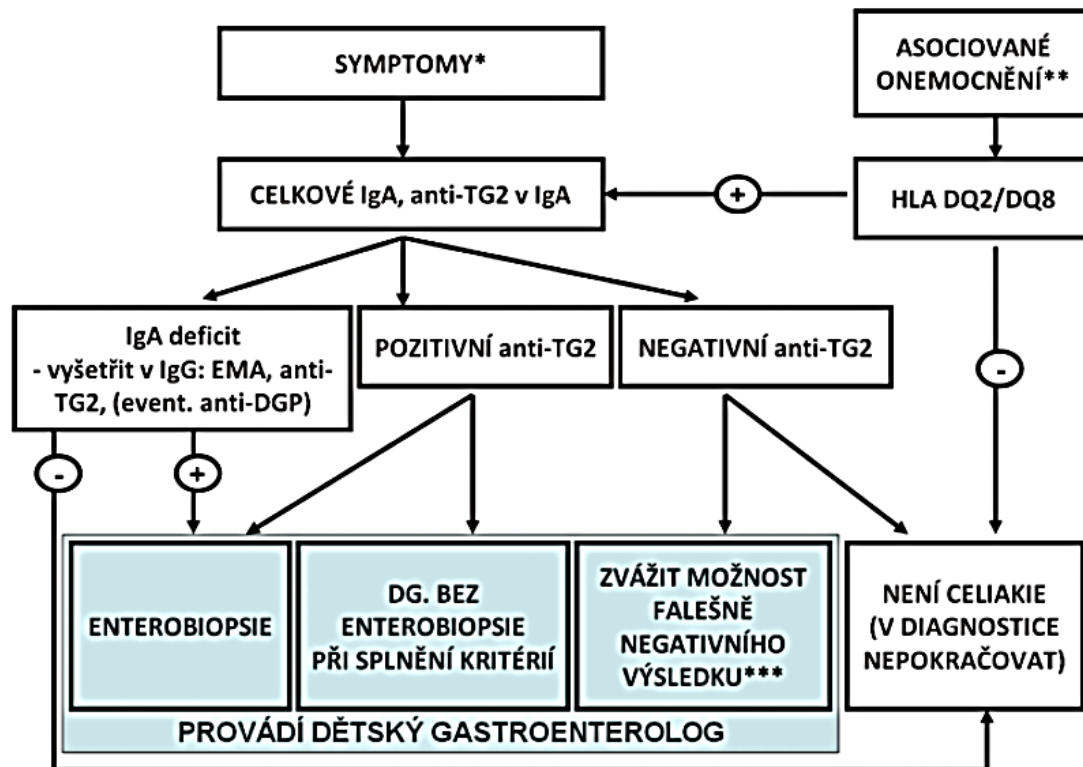 SYMPTOMY*
ASOCIOVANÉ
ONEMOCNĚNÍ**
CELKOVÉ IgA, anti-TG2 v IgA
+
HLA DQ2/DQ8
IgA deficit
- vyšetřit v IgG: EMA, anti-
TG2, (event. anti-DGP)
POZITIVNÍ anti-TG2
NEGATIVNÍ anti-TG2
-
-
+
ENTEROBIOPSIE
DG. BEZ
ENTEROBIOPSIE
PŘI SPLNĚNÍ KRITÉRIÍ
ZVÁŽIT MOŽNOST
FALEŠNĚ
NEGATIVNÍHO
VÝSLEDKU***
NENÍ CELIAKIE
(V DIAGNOSTICE
NEPOKRAČOVAT)
PROVÁDÍ DĚTSKÝ GASTROENTEROLOG